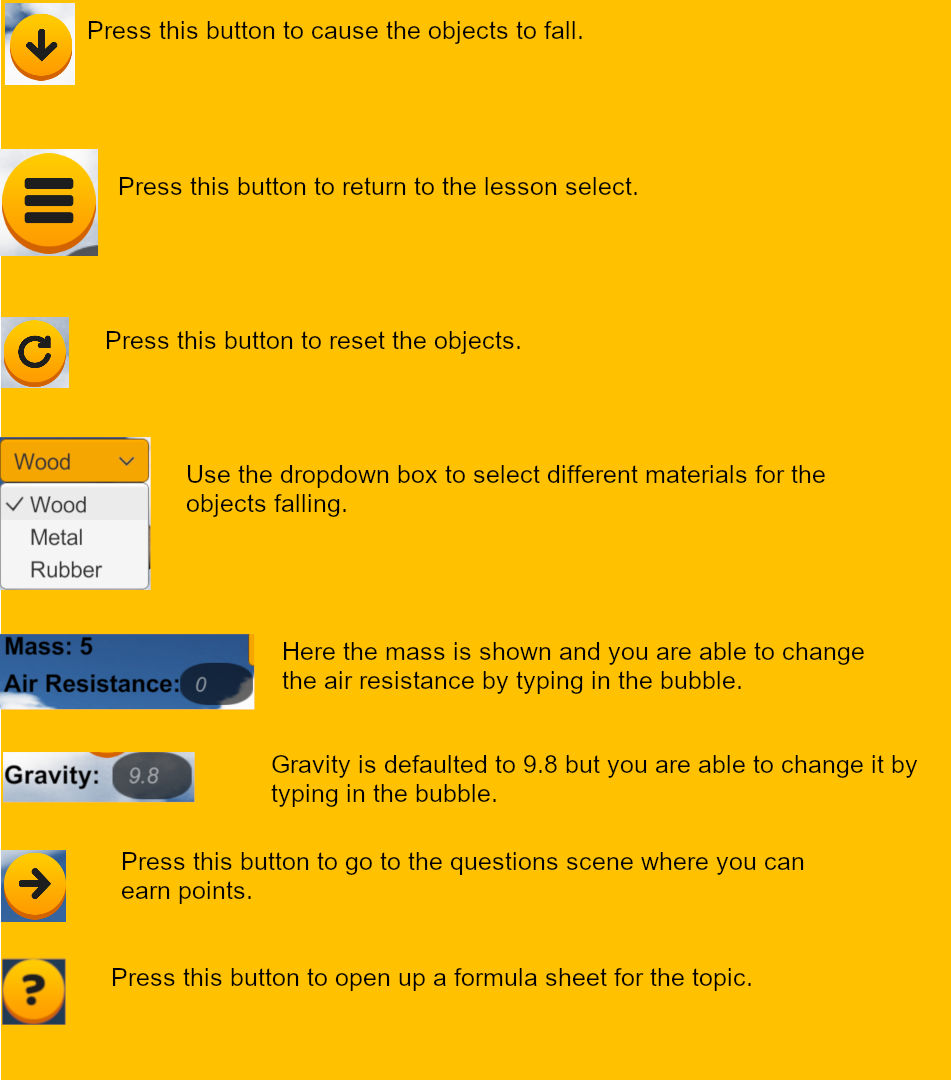 Press this button to cause the objects to fall.
Press this button to return to the lesson select.
Press this button to reset the objects.
Wood
Wood
Metal
Rubber
Use the dropdown box to select different materials for the
objects falling.
Mass: 5
Air Resistance: 0
Here the mass is shown and you are able to change
the air resistance by typing in the bubble.
Gravity: 9.8
Gravity is defaulted to 9.8 but you are able to change it by
typing in the bubble.
Press this button to go to the questions scene where you can
earn points.
?
Press this button to open up a formula sheet for the topic.